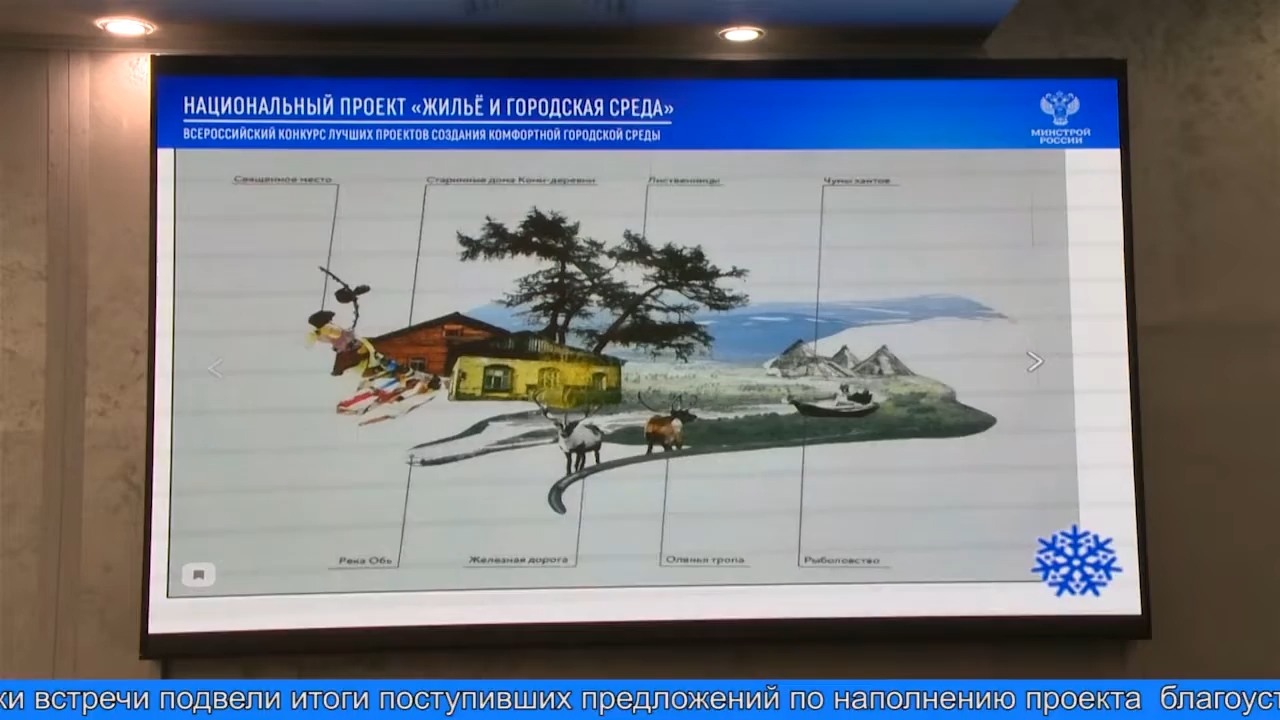 НАЦИОНАЛЬНЫЙ ПРОЕКТ «ЖИЛЬЁ И ГОРОДСКАЯ СРЕДА»
ВСЕРОССИЙСКИЙ КОНКУРС ЛУЧШИХ ПРОЕКТОВ СОЗДАНИЯ КОМФОРТНОЙ ГОРОДСКОЙ СРЕДЫ
МИНСТРОЙ
РОССИИ
Священное место
Старинные дома Коми-деревни
Лиственницы
Чумы хантов
Река Обь
Железная дорога
Оленья тропа
Рыболовство
ки встречи подвели итоги поступивших предложений по наполнению проекта благоуст